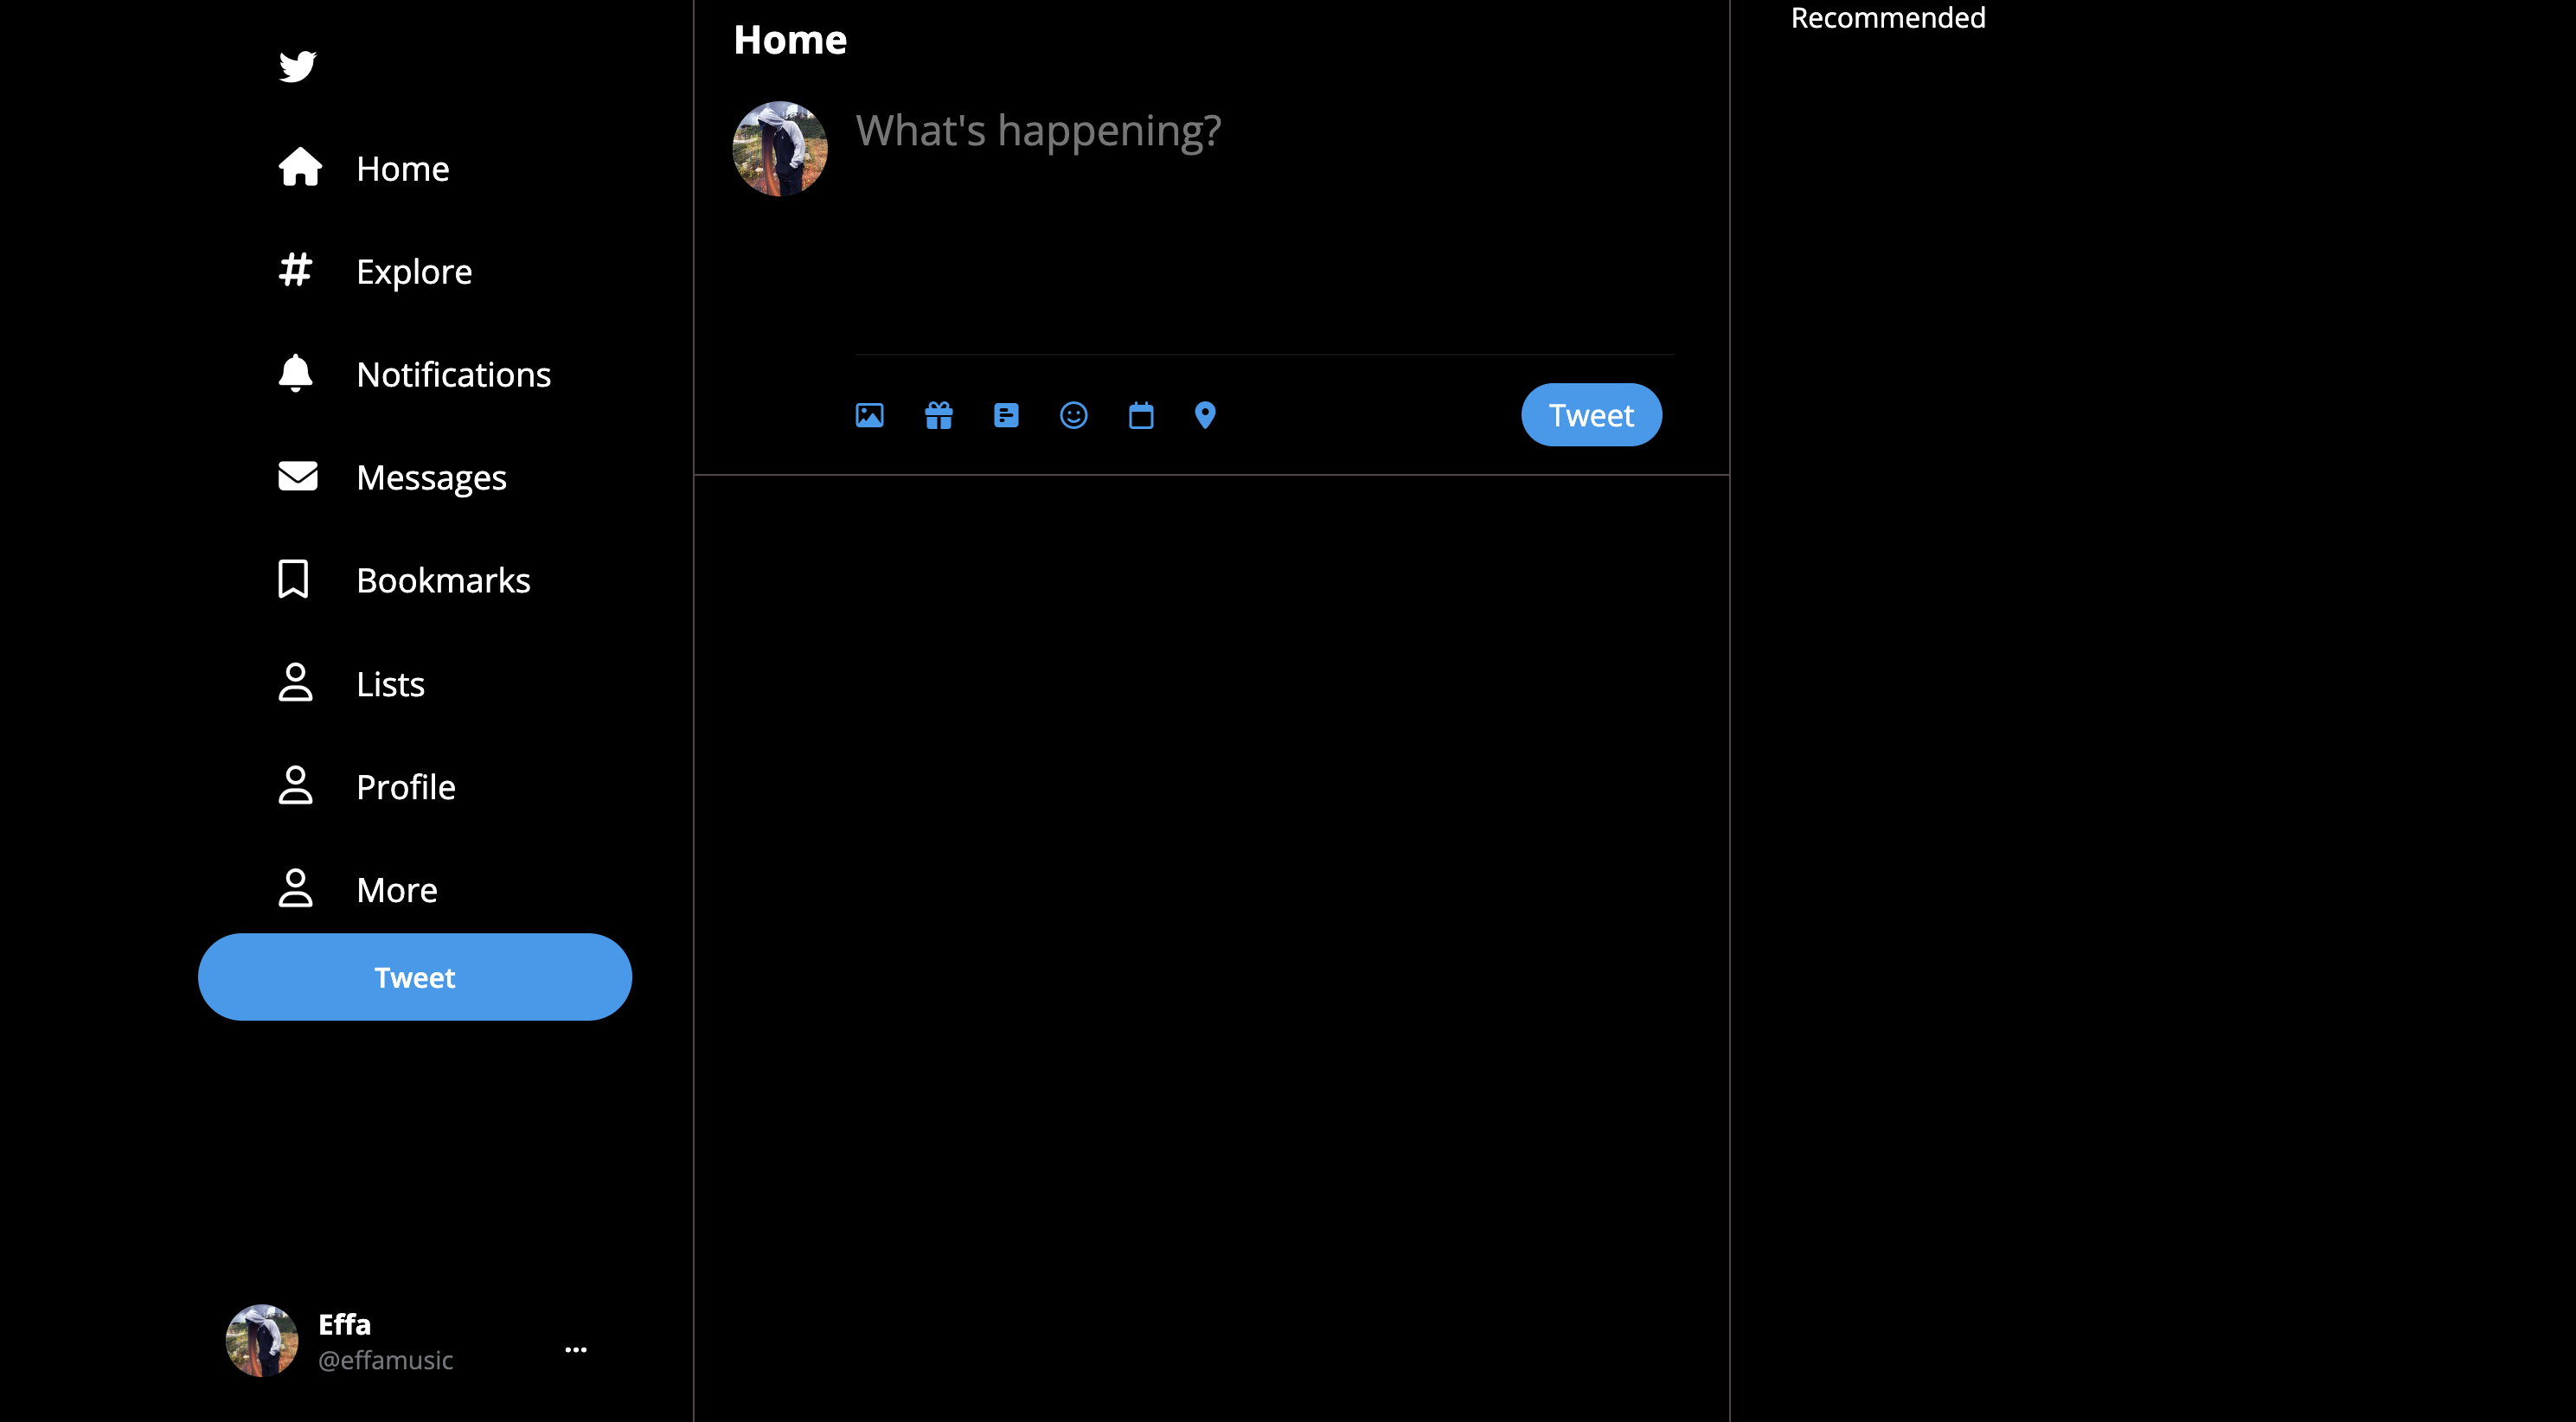 Home
Explore
Notifications
Messages
Bookmarks
Lists
Profile
More
Tweet
Effa
@effamusic
Home
What's happening?
Tweet
Recommended